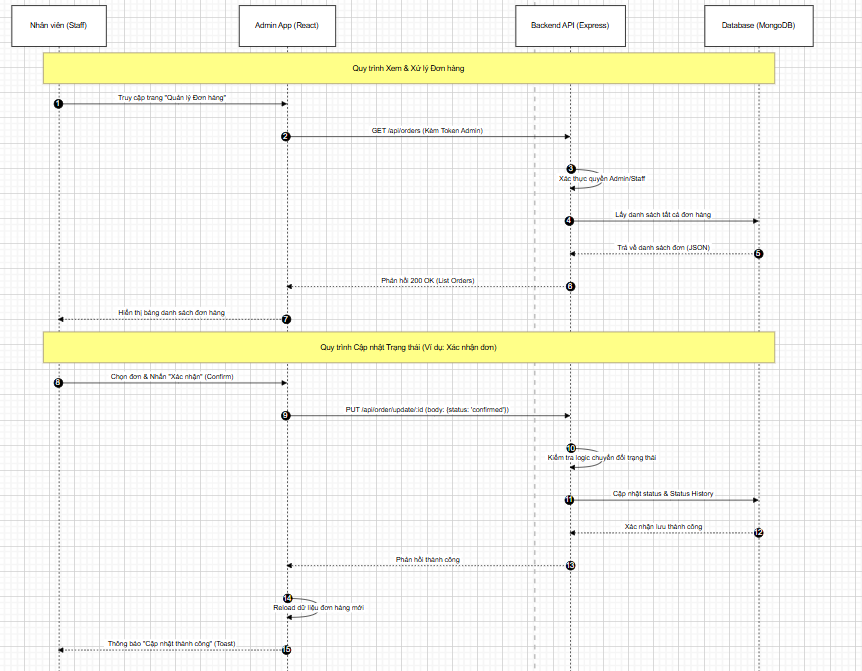 Nhân viên (Staff)
Admin App (React)
Backend API (Express)
Database (MongoDB)
Quy trình Xem & Xử lý Đơn hàng
1
Truy cập trang "Quản lý Đơn hàng"
2
GET /api/orders (Kèm Token Admin)
3
Xác thực quyền Admin/Staff
4
Lấy danh sách tất cả đơn hàng
Trả về danh sách đơn (JSON)
5
Phản hồi 200 OK (List Orders)
6
Hiển thị bảng danh sách đơn hàng
7
Quy trình Cập nhật Trạng thái (Ví dụ: Xác nhận đơn)
8
Chọn đơn & Nhấn "Xác nhận" (Confirm)
9
PUT /api/order/update/:id (body: {status: 'confirmed'})
10
Kiểm tra logic chuyển đổi trạng thái
11
Cập nhật status & Status History
Xác nhận lưu thành công
12
Phản hồi thành công
13
14
Reload dữ liệu đơn hàng mới
Thông báo "Cập nhật thành công" (Toast)
15